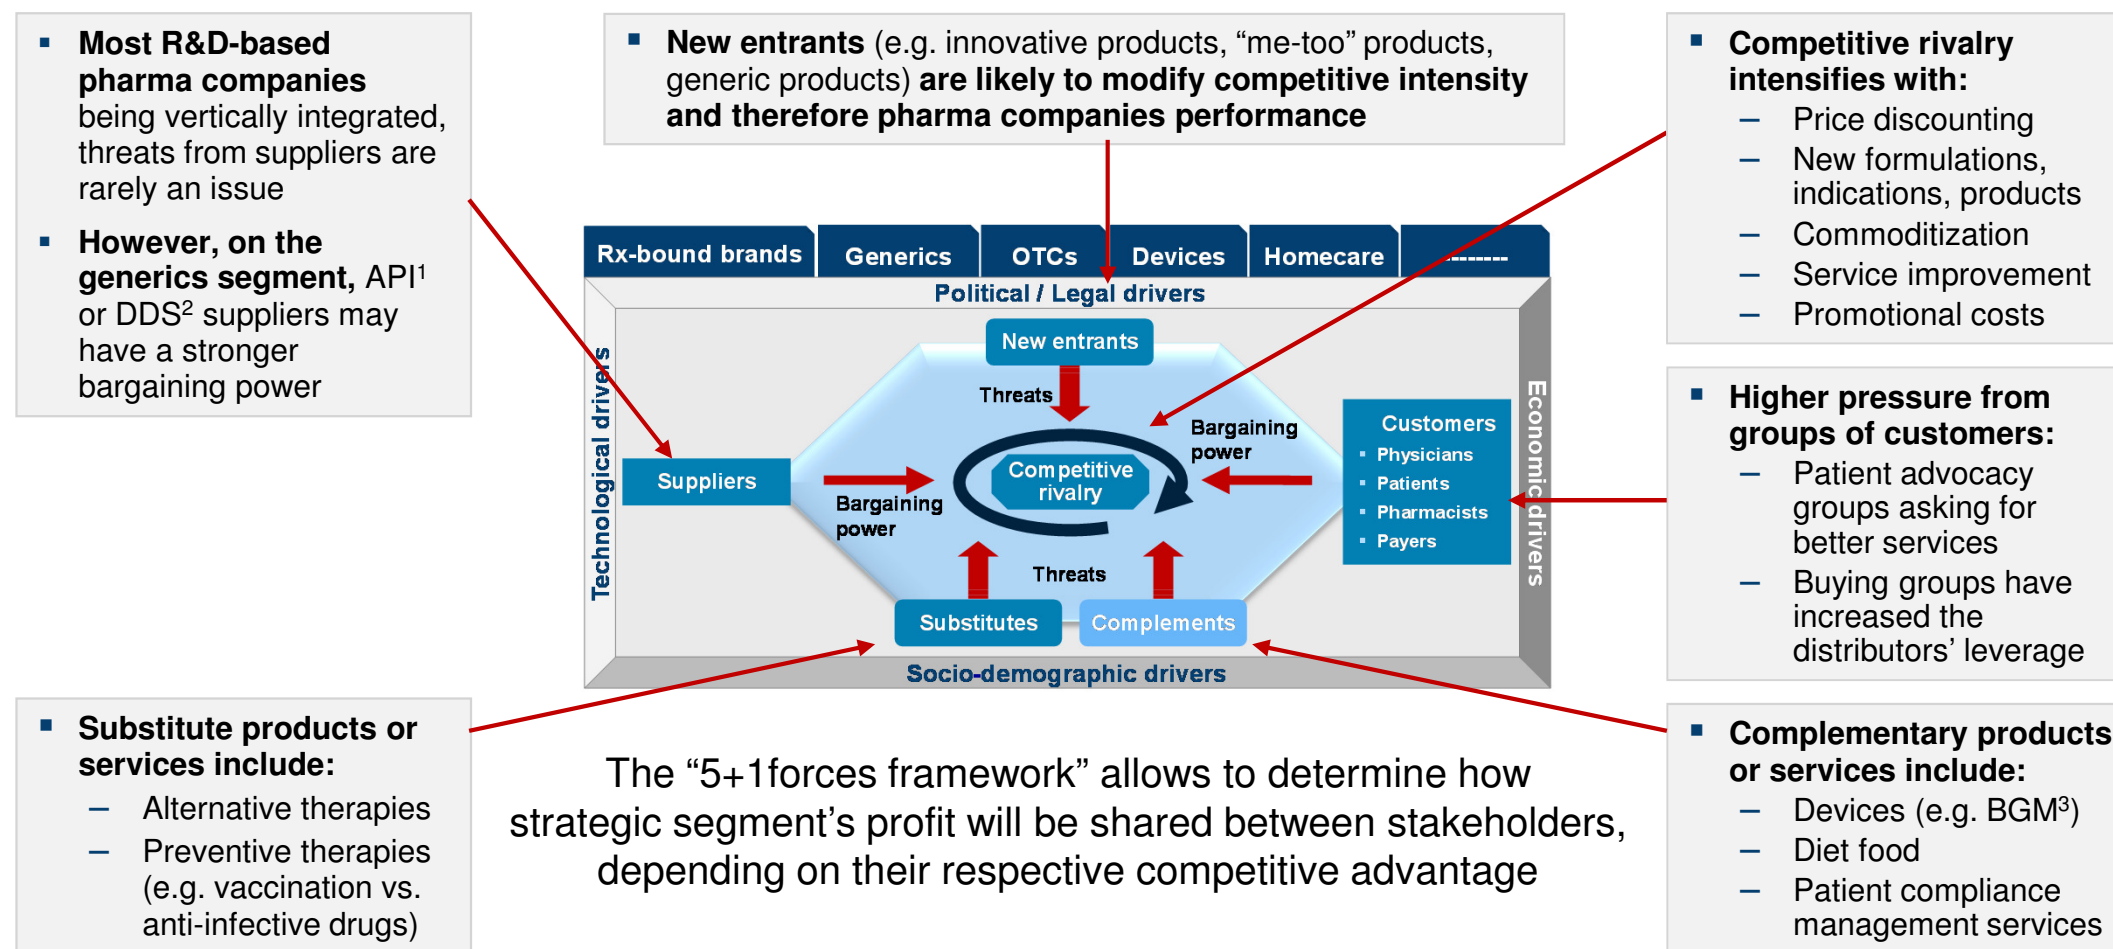 ▪ Most R&D-based
pharma companies
being vertically integrated,
threats from suppliers are
rarely an issue
▪ However, on the
generics segment, API¹
or DDS² suppliers may
have a stronger
bargaining power
▪ New entrants (e.g. innovative products, “me-too” products,
generic products) are likely to modify competitive intensity
and therefore pharma companies performance
▪ Competitive rivalry
intensifies with:
– Price discounting
– New formulations,
indications, products
– Commoditization
– Service improvement
– Promotional costs
Rx-bound brands
Generics
OTCs
Devices
Homecare
--------
Political / Legal drivers
Technological drivers
Economic drivers
New entrants
Threats
Suppliers
Bargaining
power
Competitive
rivalry
Bargaining
power
Customers
▪ Physicians
▪ Patients
▪ Pharmacists
▪ Payers
Threats
Substitutes
Complements
Socio-demographic drivers
▪ Higher pressure from
groups of customers:
– Patient advocacy
groups asking for
better services
– Buying groups have
increased the
distributors’ leverage
▪ Substitute products or
services include:
– Alternative therapies
– Preventive therapies
(e.g. vaccination vs.
anti-infective drugs)
The “5+1forces framework” allows to determine how
strategic segment’s profit will be shared between stakeholders,
depending on their respective competitive advantage
▪ Complementary products
or services include:
– Devices (e.g. BGM³)
– Diet food
– Patient compliance
management services